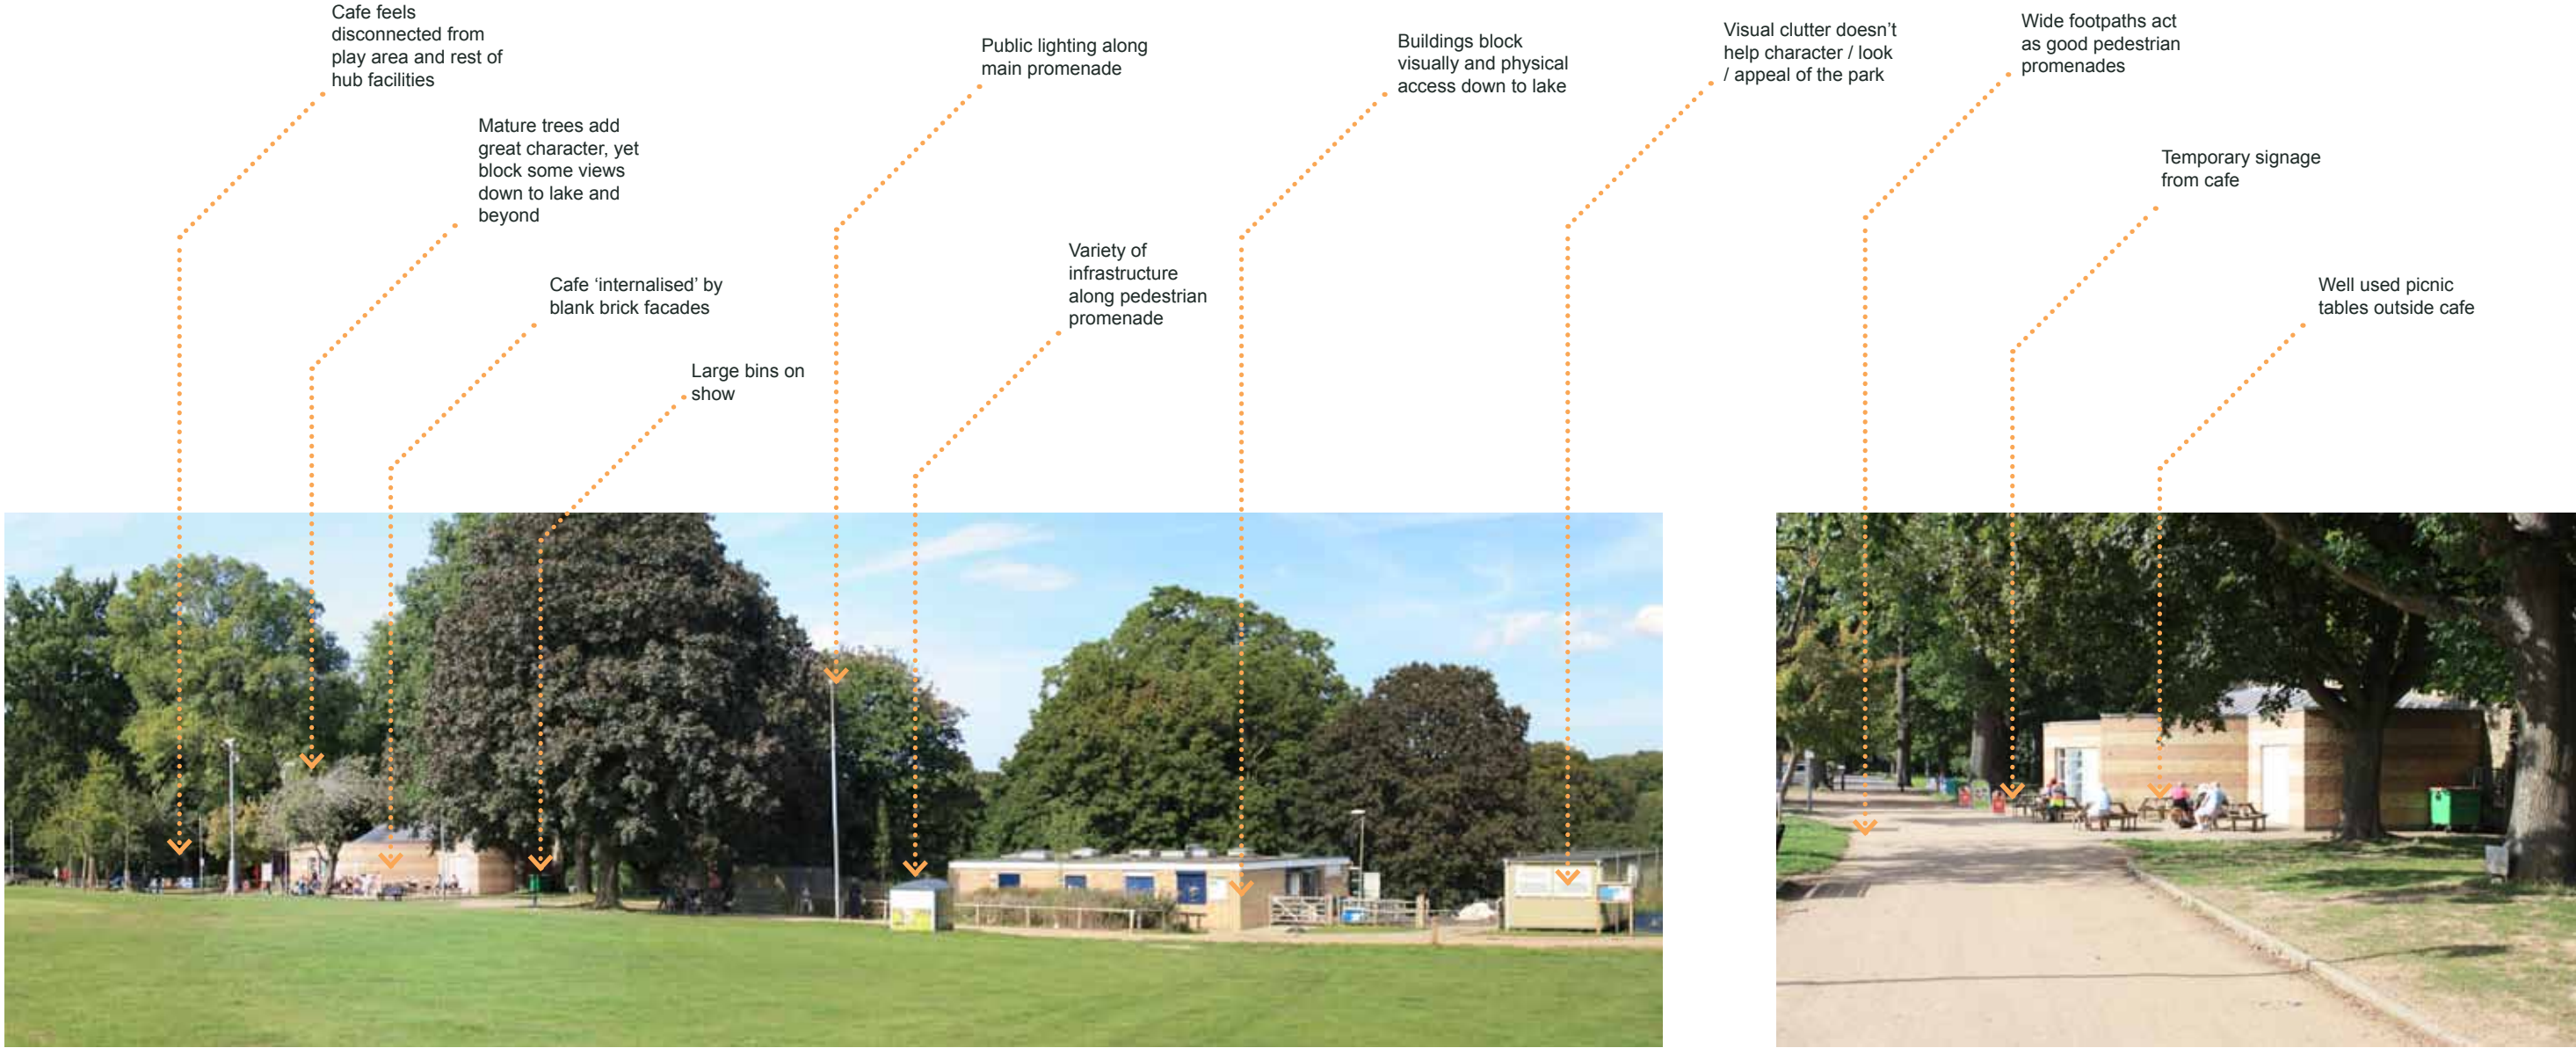 Cafe feels
disconnected from
play area and rest of
hub facilities
Mature trees add
great character, yet
block some views
down to lake and
beyond
Cafe ‘internalised’ by
blank brick facades
Large bins on
show
Public lighting along
main promenade
Variety of
infrastructure
along pedestrian
promenade
Buildings block
visually and physical
access down to lake
Visual clutter doesn’t
help character / look
/ appeal of the park
Wide footpaths act
as good pedestrian
promenades
Temporary signage
from cafe
Well used picnic
tables outside cafe